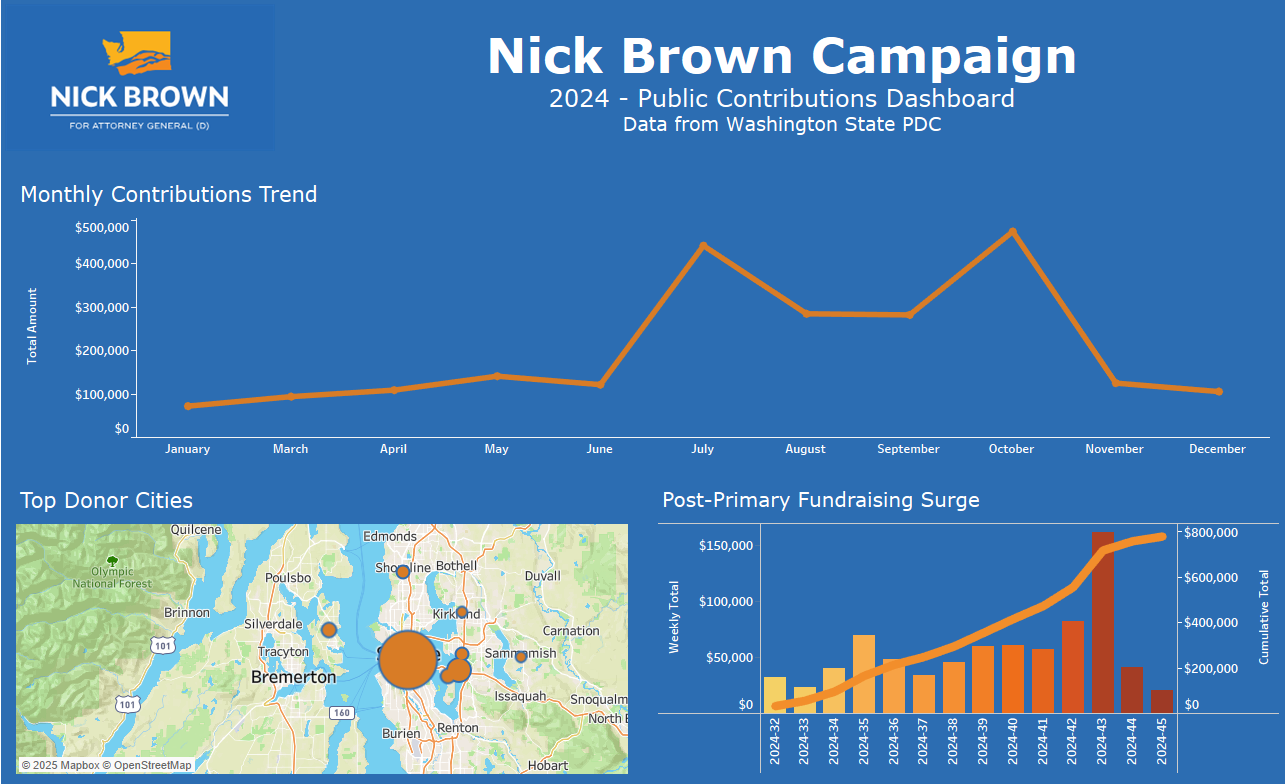 NICK BROWN
FOR ATTORNEY GENERAL (D)
Nick Brown Campaign
2024 - Public Contributions Dashboard
Data from Washington State PDC
Monthly Contributions Trend
Total Amount
$500,000
$400,000
$300,000
$200,000
$100,000
$0
January March April May June July August September October November December
Top Donor Cities
Quilcene
Edmonds
Olympic
National Forest
Poulsbo
Bothell
Duvall
Brinnon
Silverdale
Kirkland
Carnation
101
Tracyton
Bremerton
Issaquah
Snoqualm
101
160
North B
Burien
Renton
Hobart
© 2025 Mapbox © OpenStreetMap
Post-Primary Fundraising Surge
Weekly Total
$150,000
$100,000
$50,000
$0
$800,000
$600,000
$400,000
$200,000
$0
Cumulative Total
2024-32 2024-33 2024-34 2024-35 2024-36 2024-37 2024-38 2024-39 2024-40 2024-41 2024-42 2024-43 2024-44 2024-45